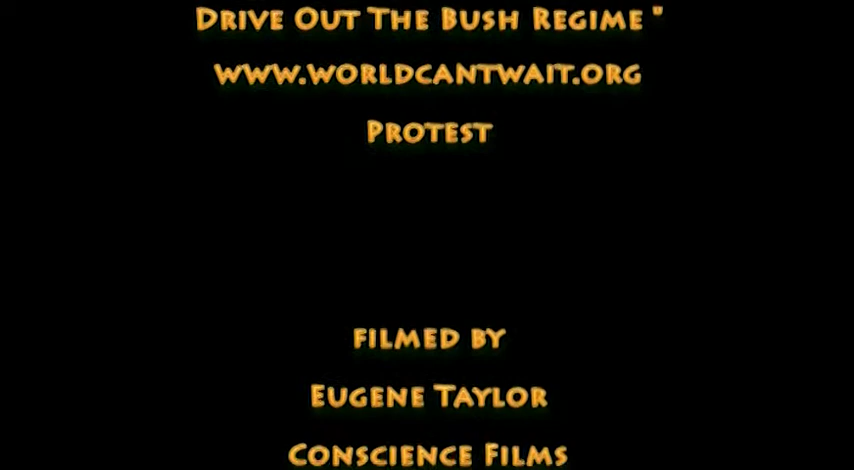 Drive Out The Bush Regime "
www.worldcantwait.org
Protest
filmed by
Eugene Taylor
Conscience Films